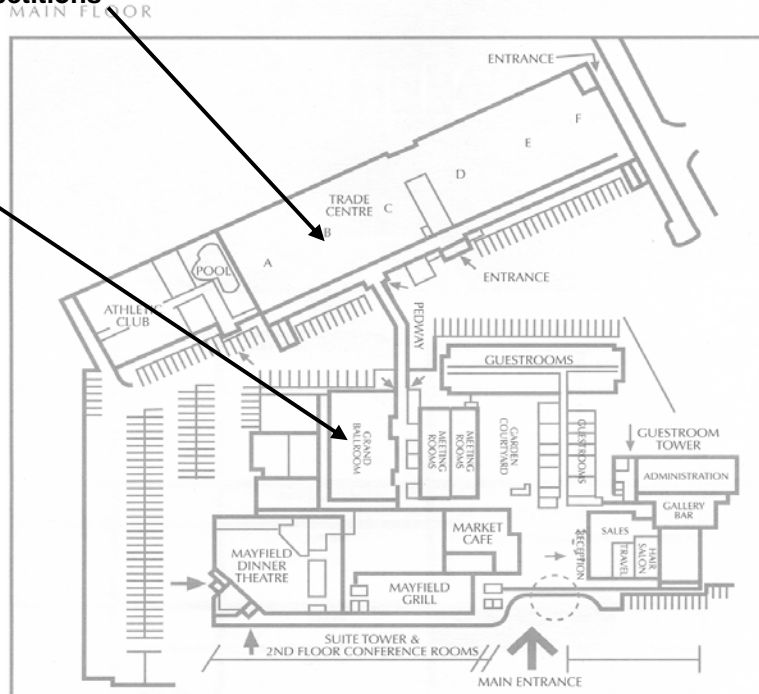 MAIN FLOOR
ENTRANCE
F
E
D
TRADE
CENTRE
C
B
A
POOL
ENTRANCE
ATHLETIC
CLUB
PEDWAY
GUESTROOMS
GRAND
BALLROOM
MEETING
ROOMS
MEETING
ROOMS
GARDEN
COURTYARD
GUESTROOMS
GUESTROOM
TOWER
ADMINISTRATION
GALLERY
BAR
MARKET
CAFE
SALES
RECEPTION
TRAVEL
HAIR
SALON
MAYFIELD
DINNER
THEATRE
MAYFIELD
GRILL
SUITE TOWER &
2ND FLOOR CONFERENCE ROOMS
MAIN ENTRANCE